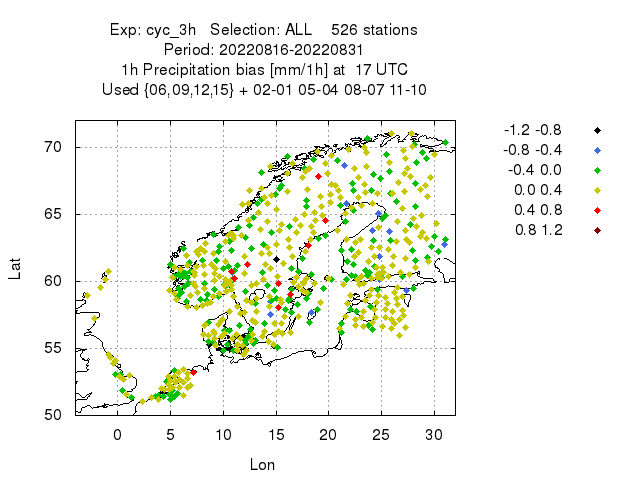 Exp: cyc_3h   Selection: ALL    526 stations
Period: 20220816-20220831
1h Precipitation bias [mm/1h] at  17 UTC
Used {06,09,12,15} + 02-01 05-04 08-07 11-10
-1.2 -0.8
-0.8 -0.4
-0.4 0.0
0.0 0.4
0.4 0.8
0.8 1.2
70
65
60
55
50
Lat
0 5 10 15 20 25 30
Lon